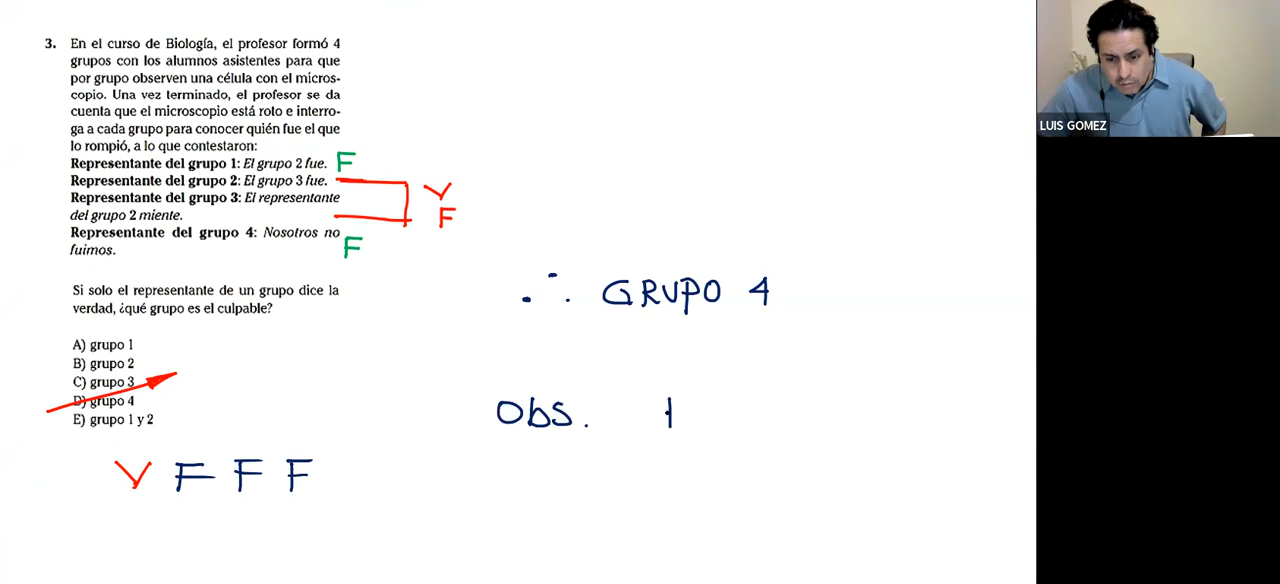 3. En el curso de Biología, el profesor formó 4
grupos con los alumnos asistentes para que
por grupo observen una célula con el micros-
copio. Una vez terminado, el profesor se da
cuenta que el microscopio está roto e interro-
ga a cada grupo para conocer quién fue el que
lo rompió, a lo que contestaron:
Representante del grupo 1: El grupo 2 fue. F
Representante del grupo 2: El grupo 3 fue.
Representante del grupo 3: El representante
del grupo 2 miente.
V
F
Representante del grupo 4: Nosotros no
fuimos. F
Si solo el representante de un grupo dice la
verdad, ¿qué grupo es el culpable?
A) grupo 1
B) grupo 2
C) grupo 3
D) grupo 4
E) grupo 1 y 2
V F F F
∴ GRUPO 4
Obs.
LUIS GOMEZ